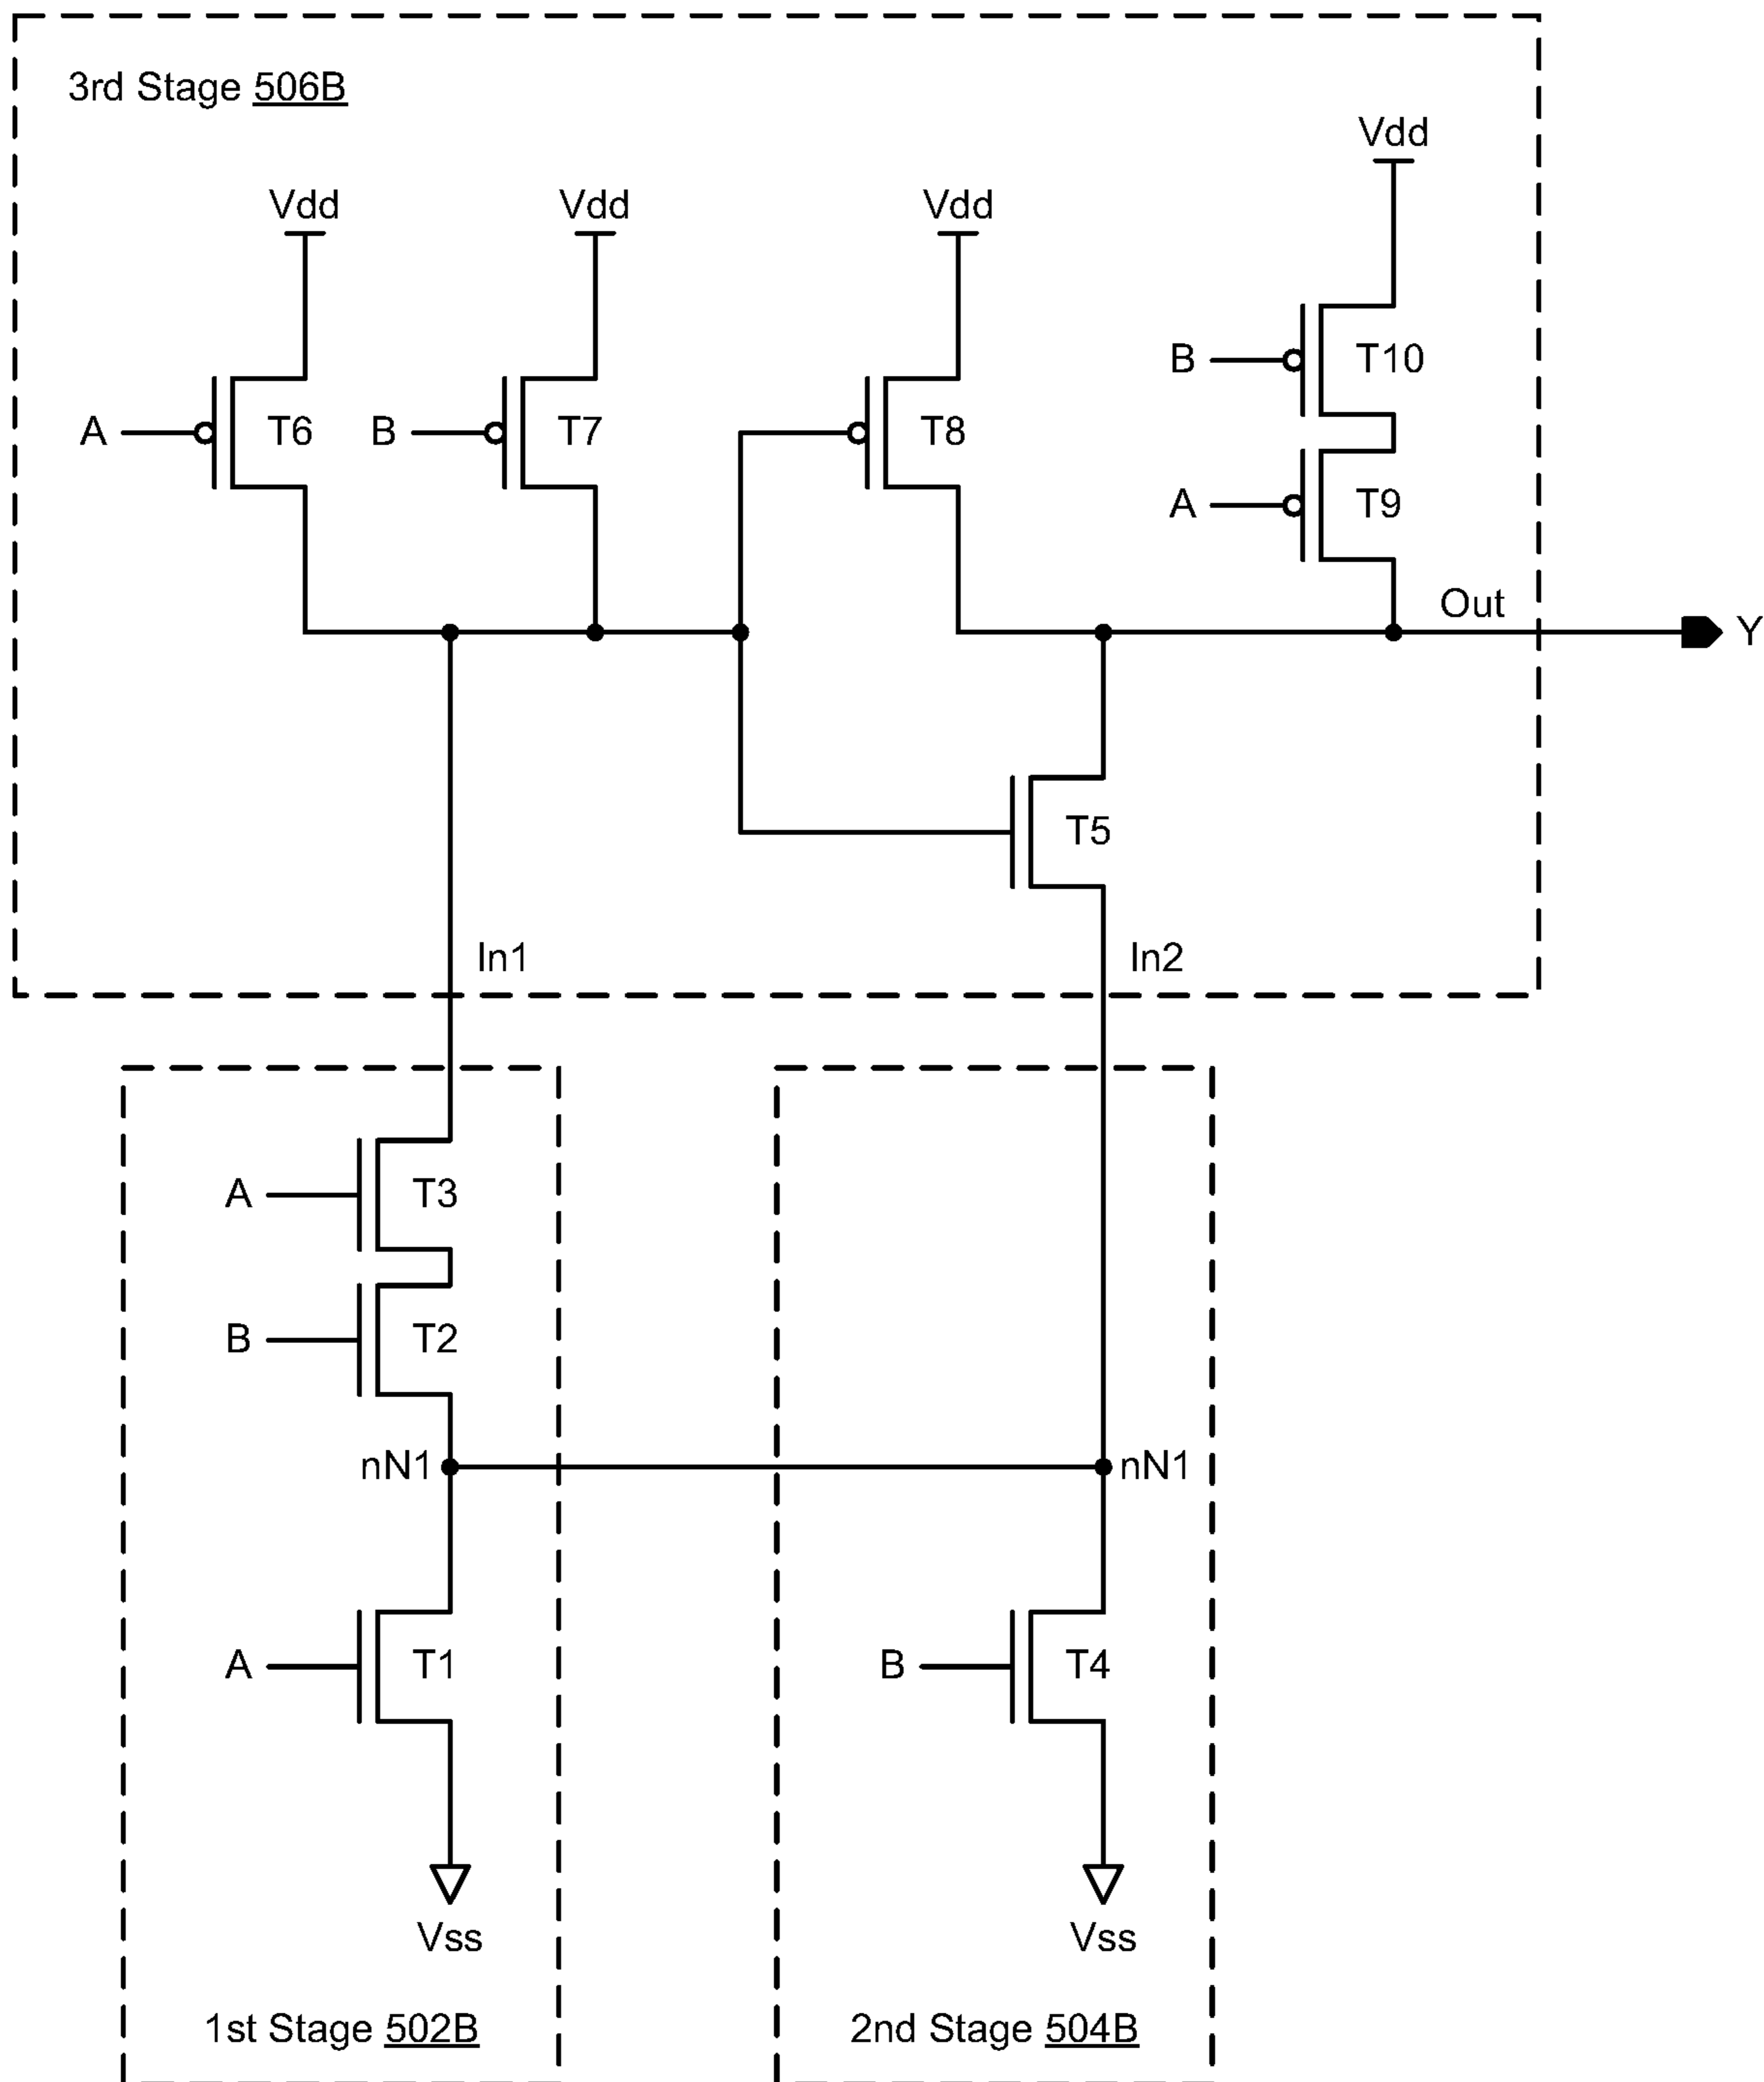 3rd Stage 506B
Vdd
Vdd
Vdd
Vdd
B
T10
A
T6
B
T7
T8
A
T9
Out
Y
T5
In1
In2
A
T3
B
T2
nN1
nN1
A
T1
B
T4
Vss
Vss
1st Stage 502B
2nd Stage 504B